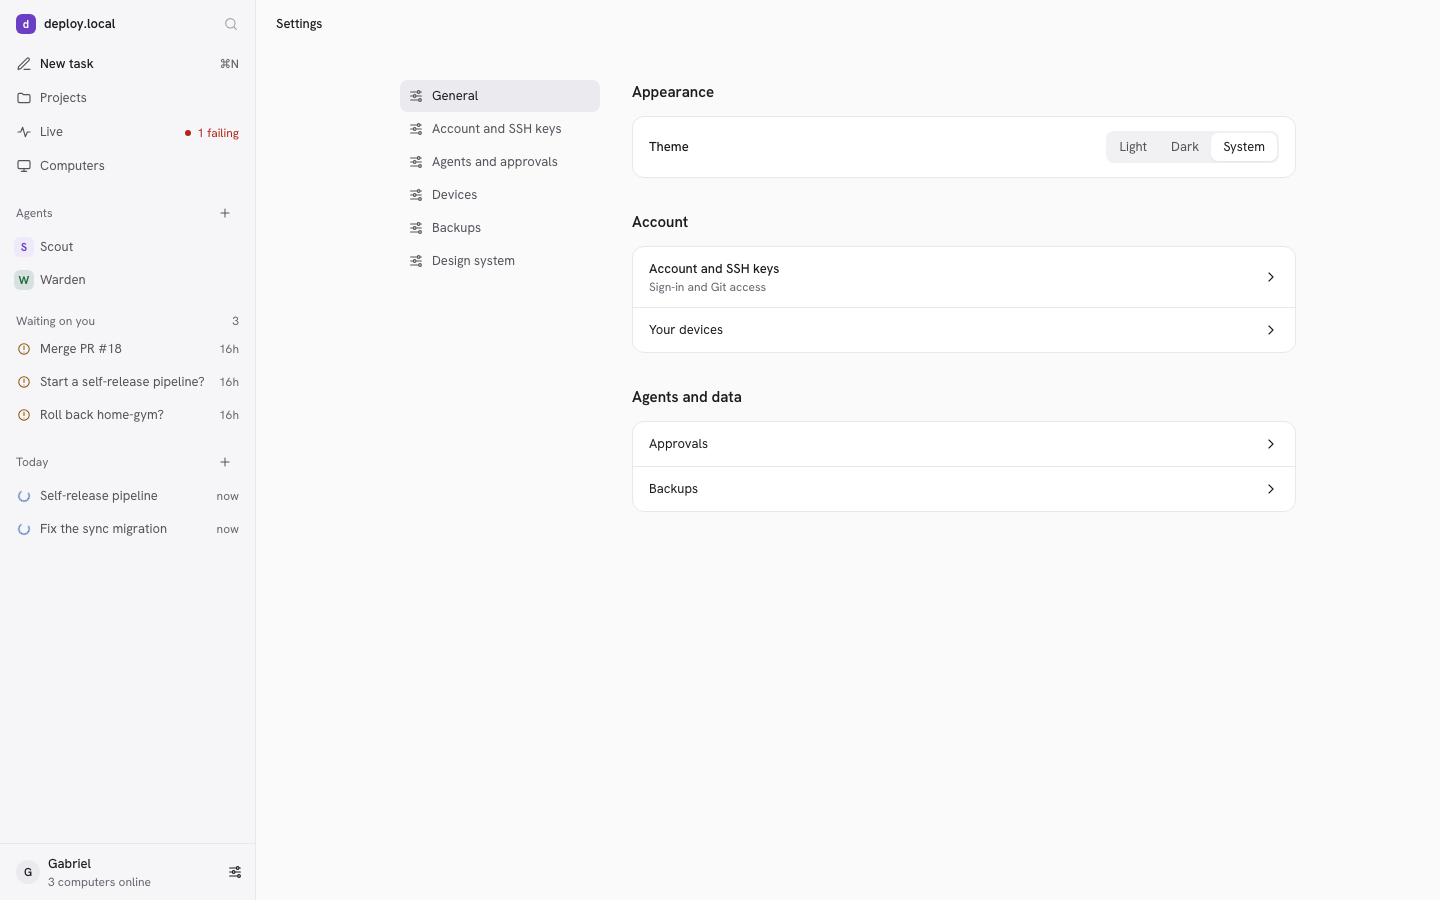 d deploy.local
New task ⌘N
Projects
Live 1 failing
Computers
Agents
S Scout
W Warden
Waiting on you 3
Merge PR #18 16h
Start a self-release pipeline? 16h
Roll back home-gym? 16h
Today
Self-release pipeline now
Fix the sync migration now
G Gabriel
3 computers online
Settings
General
Account and SSH keys
Agents and approvals
Devices
Backups
Design system
Appearance
Theme Light Dark System
Account
Account and SSH keys
Sign-in and Git access
Your devices
Agents and data
Approvals
Backups